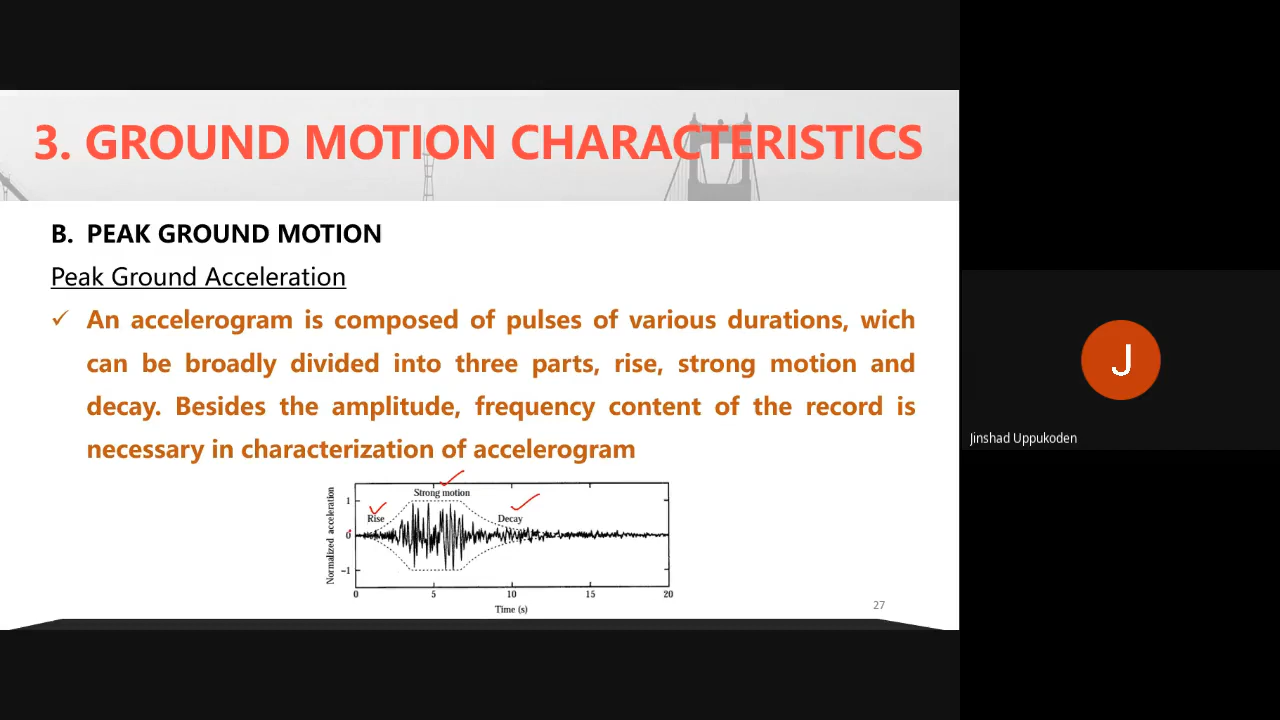 3. GROUND MOTION CHARACTERISTICS
B. PEAK GROUND MOTION
Peak Ground Acceleration
✓ An accelerogram is composed of pulses of various durations, wich
can be broadly divided into three parts, rise, strong motion and
decay. Besides the amplitude, frequency content of the record is
necessary in characterization of accelerogram
Normalized acceleration
1
0
−1
Strong motion
Rise
Decay
0 5 10 15 20
Time (s)
27
J
Jinshad Uppukoden